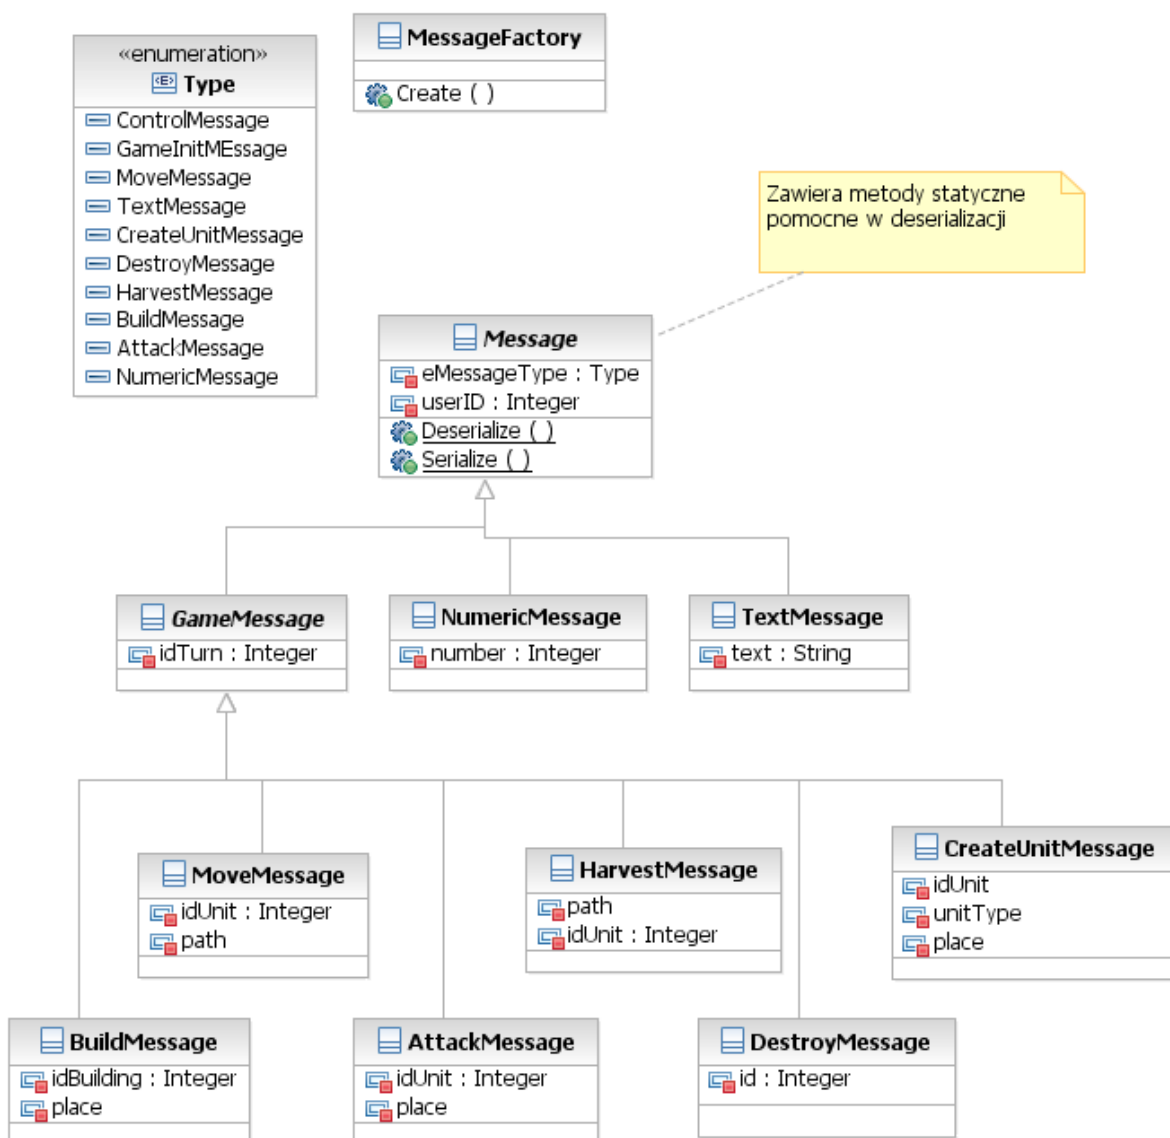 «enumeration»
Type
ControlMessage
GameInitMEssage
MoveMessage
TextMessage
CreateUnitMessage
DestroyMessage
HarvestMessage
BuildMessage
AttackMessage
NumericMessage
MessageFactory
Create ( )
Zawiera metody statyczne
pomocne w deserializacji
Message
eMessageType : Type
userID : Integer
Deserialize ( )
Serialize ( )
GameMessage
idTurn : Integer
NumericMessage
number : Integer
TextMessage
text : String
MoveMessage
idUnit : Integer
path
HarvestMessage
path
idUnit : Integer
CreateUnitMessage
idUnit
unitType
place
BuildMessage
idBuilding : Integer
place
AttackMessage
idUnit : Integer
place
DestroyMessage
id : Integer